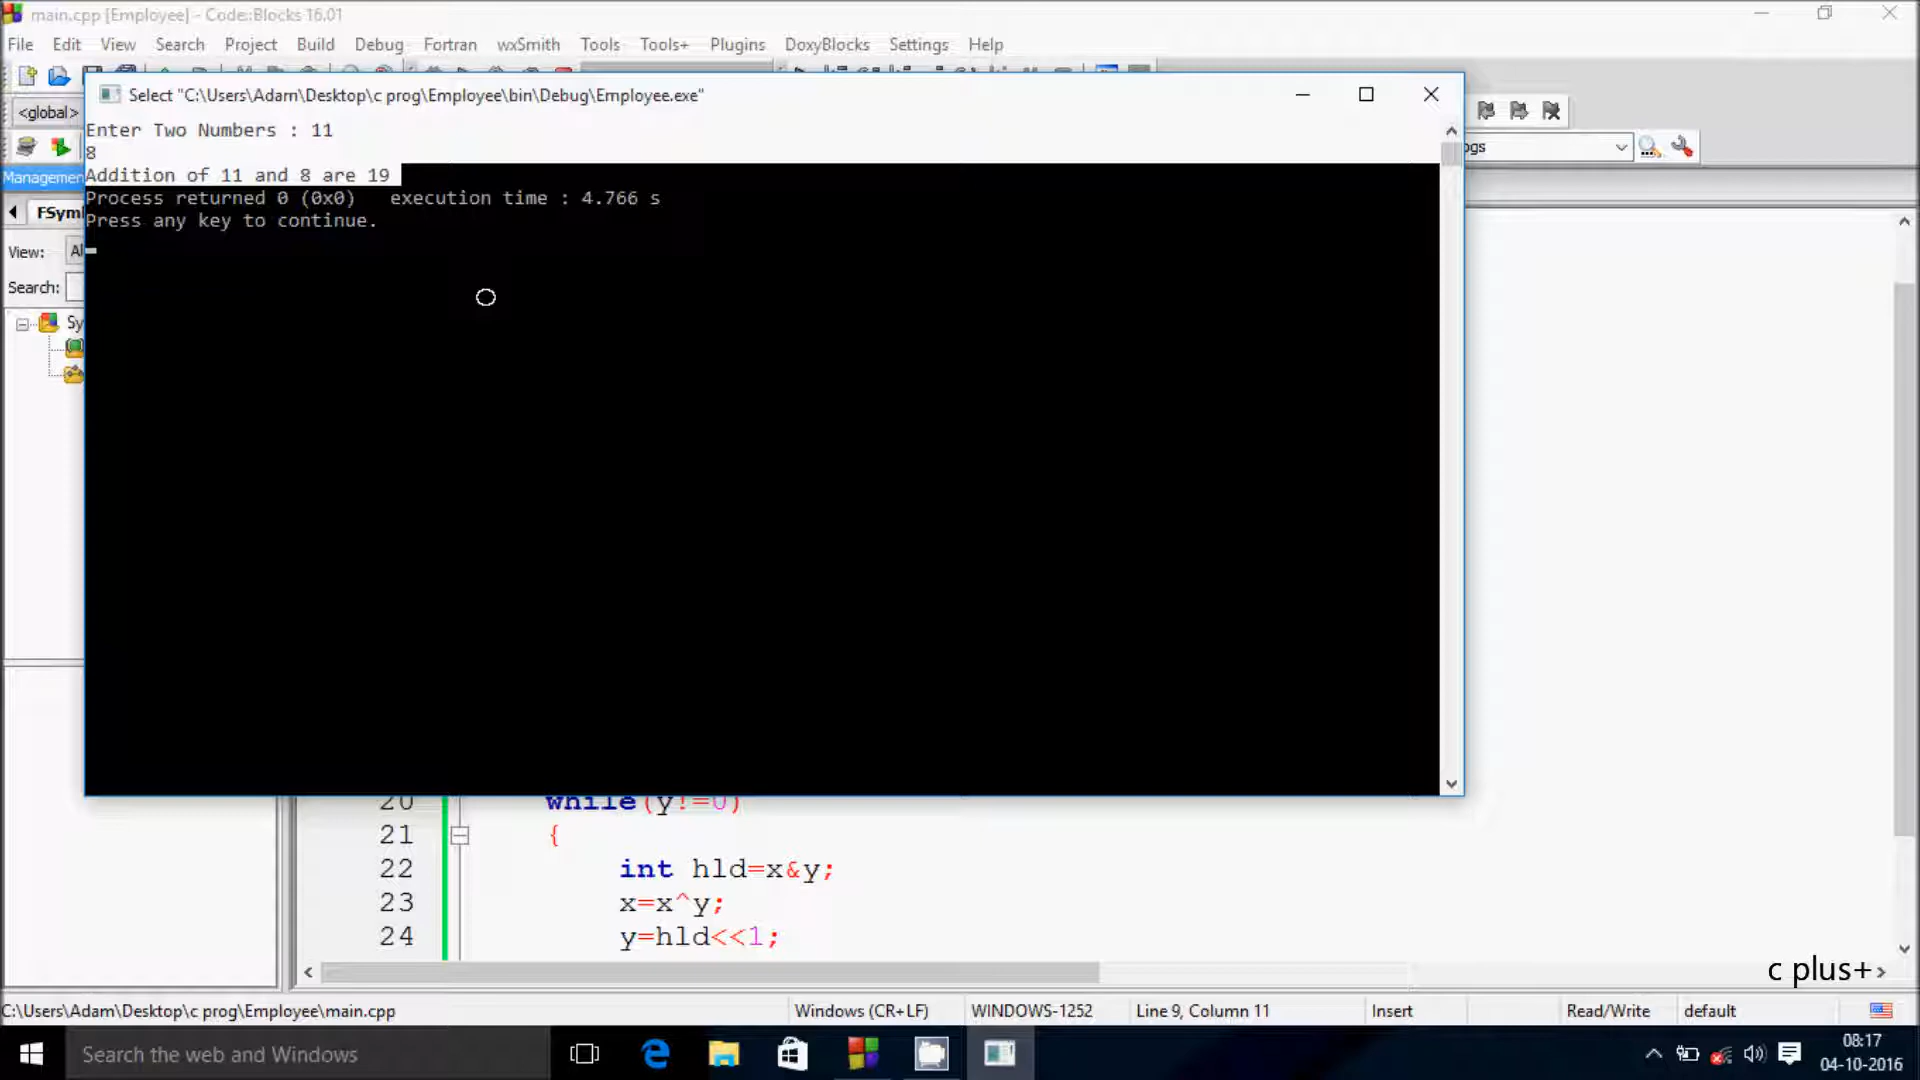 main.cpp [Employee] - Code::Blocks 16.01
File Edit View Search Project Build Debug Fortran wxSmith Tools Tools+ Plugins DoxyBlocks Settings Help
Select "C:\Users\Adam\Desktop\c prog\Employee\bin\Debug\Employee.exe"
<global>
Enter Two Numbers : 11
8
Addition of 11 and 8 are 19
Process returned 0 (0x0)   execution time : 4.766 s
Press any key to continue.
View:
Search:
20 while(y!=0)
21 {
22 int hld=x&y;
23 x=x^y;
24 y=hld<<1;
c plus+
C:\Users\Adam\Desktop\c prog\Employee\main.cpp Windows (CR+LF) WINDOWS-1252 Line 9, Column 11 Insert Read/Write default
Search the web and Windows
08:17
04-10-2016